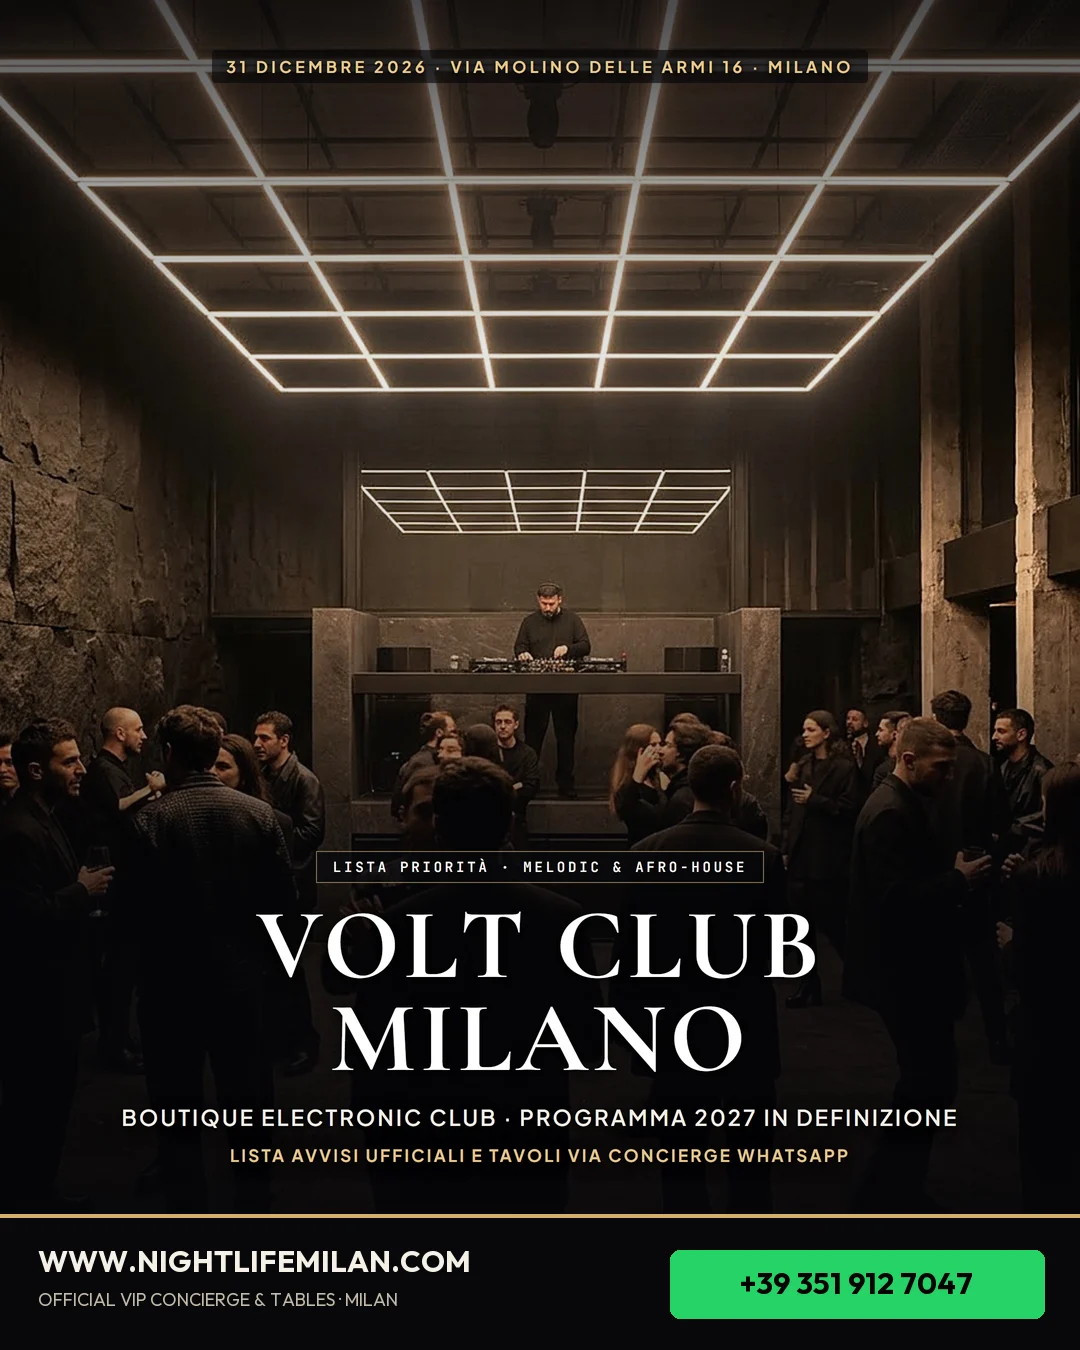 31 DICEMBRE 2026 · VIA MOLINO DELLE ARMI 16 · MILANO
LISTA PRIORITÀ · MELODIC & AFRO-HOUSE
VOLT CLUB
MILANO
BOUTIQUE ELECTRONIC CLUB · PROGRAMMA 2027 IN DEFINIZIONE
LISTA AVVISI UFFICIALI E TAVOLI VIA CONCIERGE WHATSAPP
WWW.NIGHTLIFEMILAN.COM
OFFICIAL VIP CONCIERGE & TABLES · MILAN
+39 351 912 7047